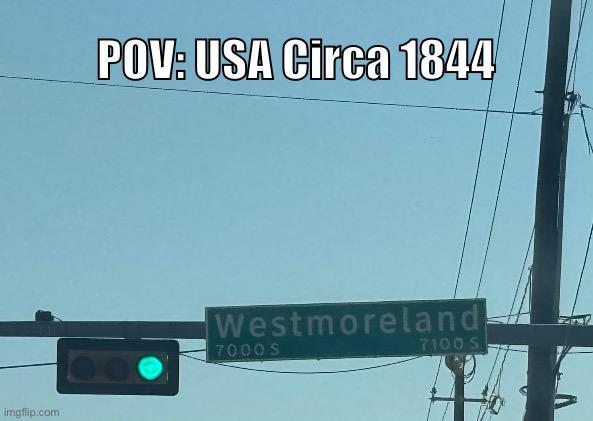 POV: USA Circa 1844
Westmoreland
7000 S 7100 S
imgflip.com